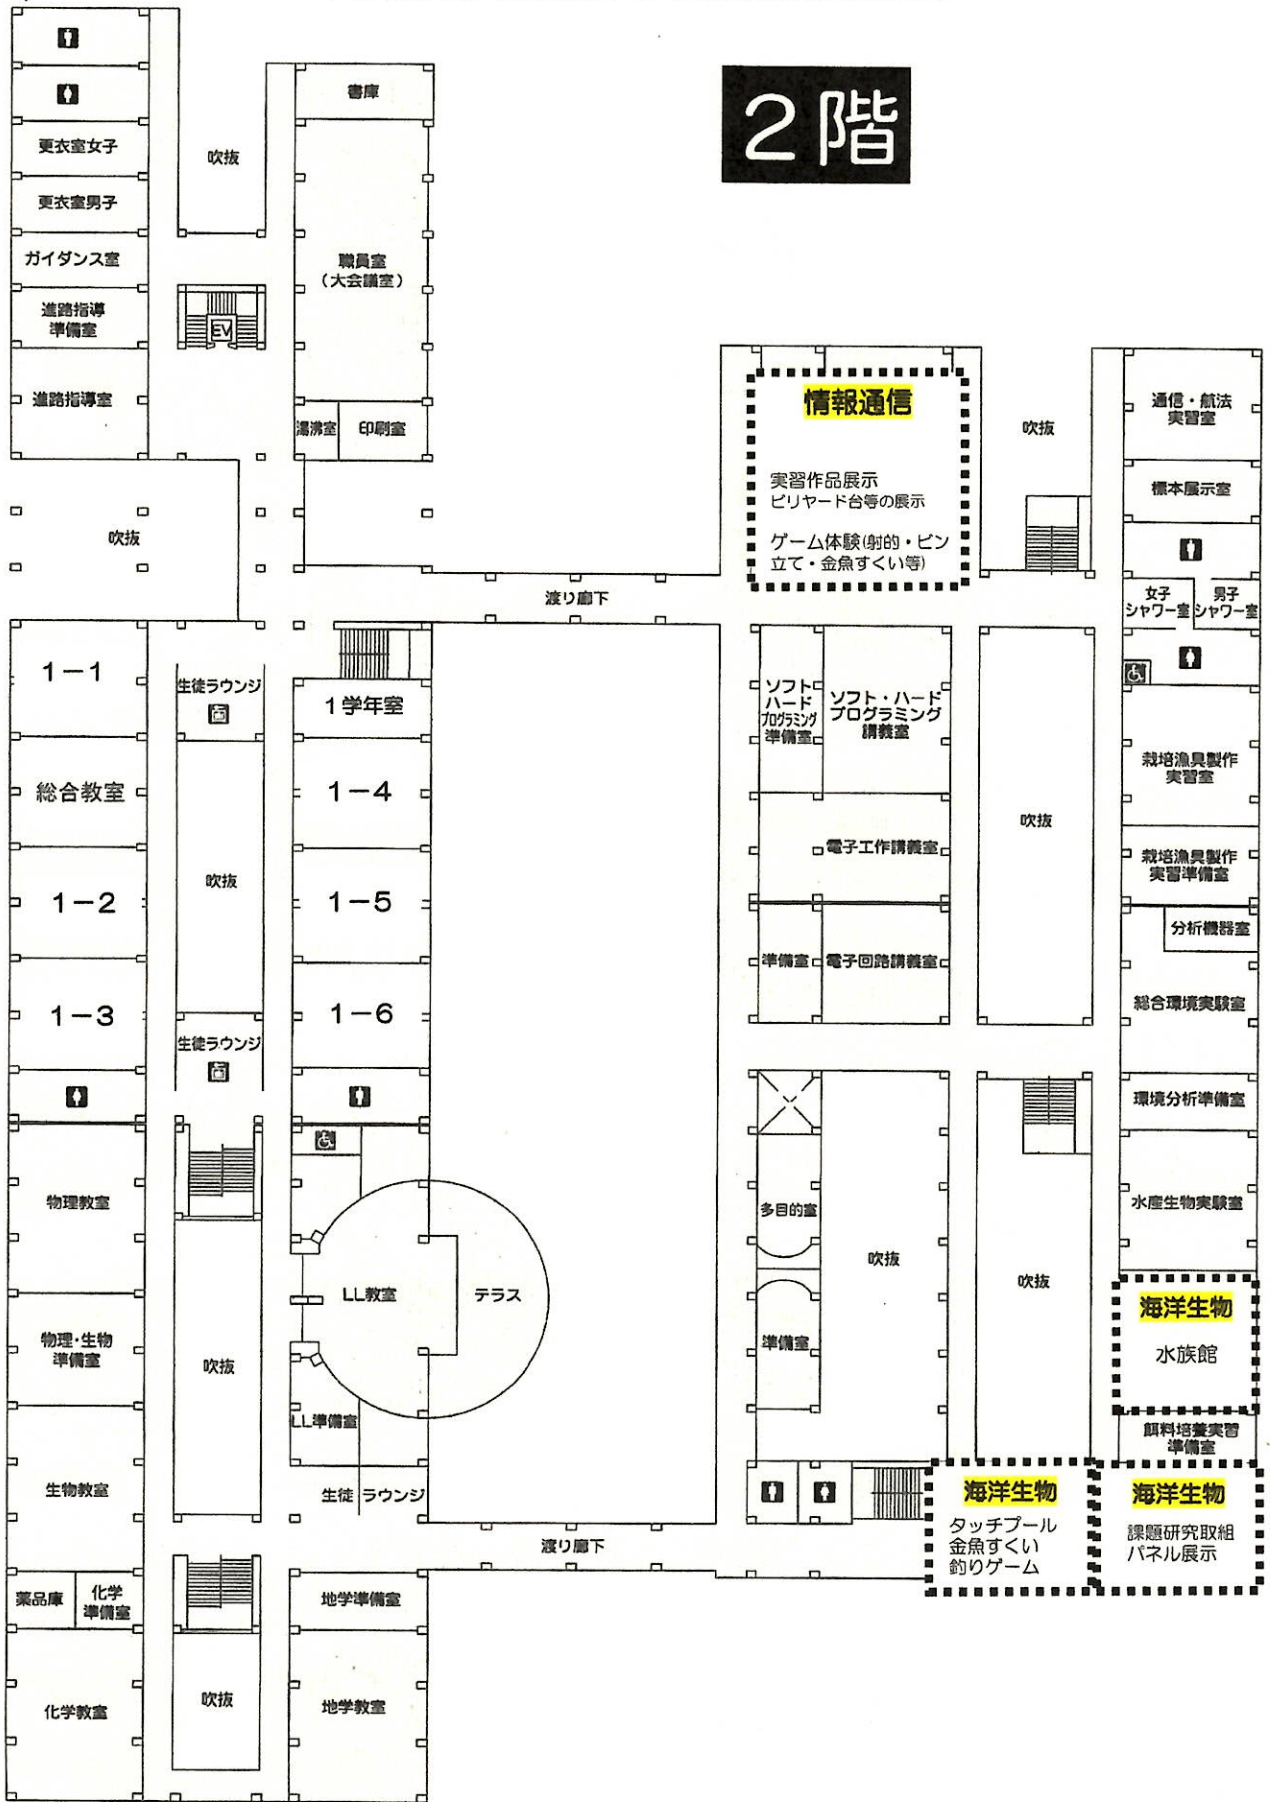 2階
書庫
更衣室女子
吹抜
更衣室男子
ガイダンス室
職員室
(大会議室)
進路指導
準備室
EV
進路指導室
湯沸室
印刷室
吹抜
情報通信
実習作品展示
ビリヤード台等の展示
ゲーム体験(射的・ビン
立て・金魚すくい等)
吹抜
通信・航法
実習室
標本展示室
女子
シャワー室
男子
シャワー室
渡り廊下
1-1
生徒ラウンジ
1学年室
総合教室
1-4
吹抜
1-2
1-5
1-3
1-6
生徒ラウンジ
ソフト
ハード
プログラミング
準備室
ソフト・ハード
プログラミング
講義室
電子工作講義室
準備室
電子回路講義室
吹抜
栽培漁具製作
実習室
栽培漁具製作
実習準備室
分析機器室
総合環境実験室
環境分析準備室
水産生物実験室
物理教室
物理・生物
準備室
吹抜
LL教室
テラス
LL準備室
生物教室
生徒 ラウンジ
多目的室
準備室
吹抜
吹抜
海洋生物
水族館
餌料培養実習
準備室
海洋生物
タッチプール
金魚すくい
釣りゲーム
海洋生物
課題研究取組
パネル展示
渡り廊下
薬品庫
化学
準備室
地学準備室
化学教室
吹抜
地学教室